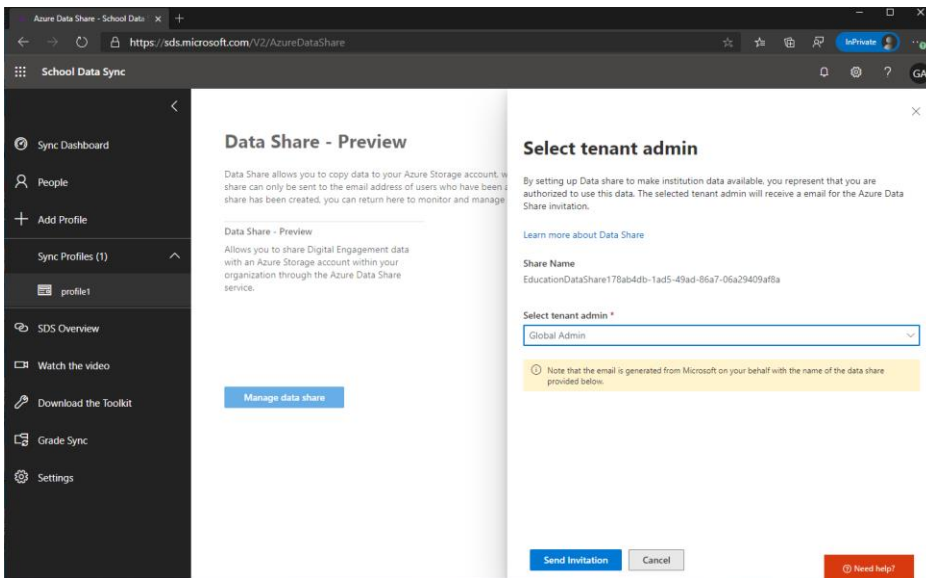 Azure Data Share - School Data
https://sds.microsoft.com/V2/AzureDataShare
InPrivate
School Data Sync
GA
Sync Dashboard
People
Add Profile
Sync Profiles (1)
profile1
SDS Overview
Watch the video
Download the Toolkit
Grade Sync
Settings
Data Share - Preview
Data Share allows you to copy data to your Azure Storage account, w
share can only be sent to the email address of users who have been a
share has been created, you can return here to monitor and manage
Data Share - Preview
Allows you to share Digital Engagement data
with an Azure Storage account within your
organization through the Azure Data Share
service.
Manage data share
Select tenant admin
By setting up Data share to make institution data available, you represent that you are
authorized to use this data. The selected tenant admin will receive a email for the Azure Data
Share invitation.
Learn more about Data Share
Share Name
EducationDataShare178ab4db-1ad5-49ad-86a7-06a29409af8a
Select tenant admin *
Global Admin
Note that the email is generated from Microsoft on your behalf with the name of the data share
provided below.
Send Invitation
Cancel
Need help?